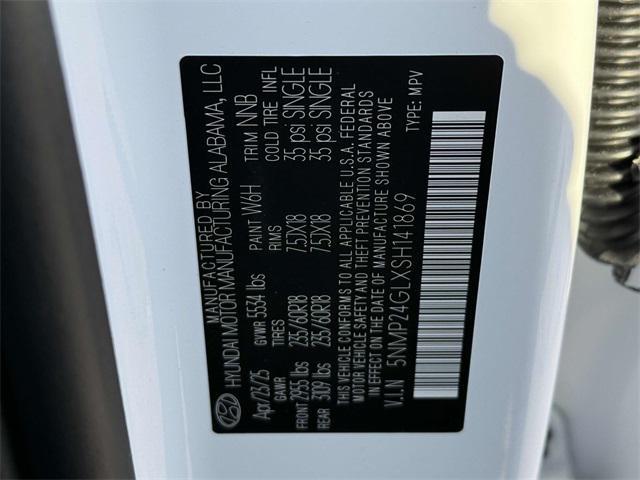 MANUFACTURED BY
HYUNDAI MOTOR MANUFACTURING ALABAMA, LLC
Apr/23/25 GVWR 5534 lbs PAINT W6H TRIM NNB
GAWR TIRES RIMS COLD TIRE INFL
FRONT 2955 lbs 235/60R18 7.5JX18 35 psi SINGLE
REAR 3109 lbs 235/60R18 7.5JX18 35 psi SINGLE
THIS VEHICLE CONFORMS TO ALL APPLICABLE U.S.A. FEDERAL
MOTOR VEHICLE SAFETY AND THEFT PREVENTION STANDARDS
IN EFFECT ON THE DATE OF MANUFACTURE SHOWN ABOVE
V.I.N 5NMP24GLXSH141869 TYPE: MPV